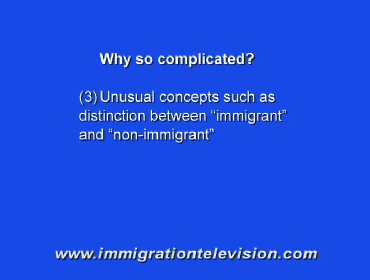 Why so complicated?
(3) Unusual concepts such as
distinction between "immigrant"
and "non-immigrant"
www.immigrationtelevision.com